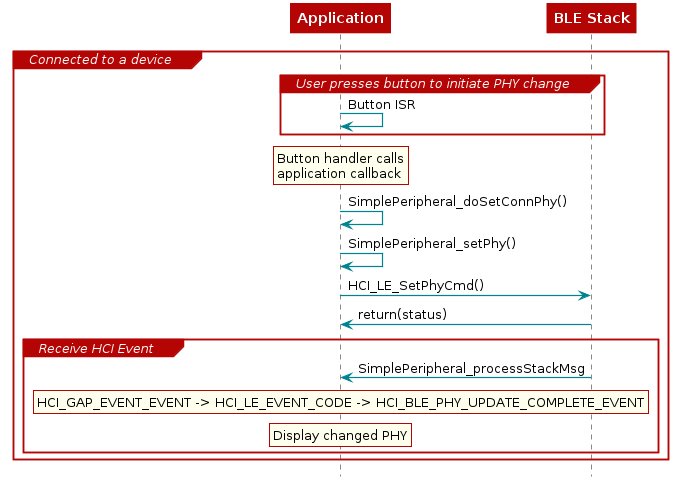 Application
BLE Stack
Connected to a device
User presses button to initiate PHY change
Button ISR
Button handler calls
application callback
SimplePeripheral_doSetConnPhy()
SimplePeripheral_setPhy()
HCI_LE_SetPhyCmd()
return(status)
Receive HCI Event
SimplePeripheral_processStackMsg
HCI_GAP_EVENT_EVENT -> HCI_LE_EVENT_CODE -> HCI_BLE_PHY_UPDATE_COMPLETE_EVENT
Display changed PHY